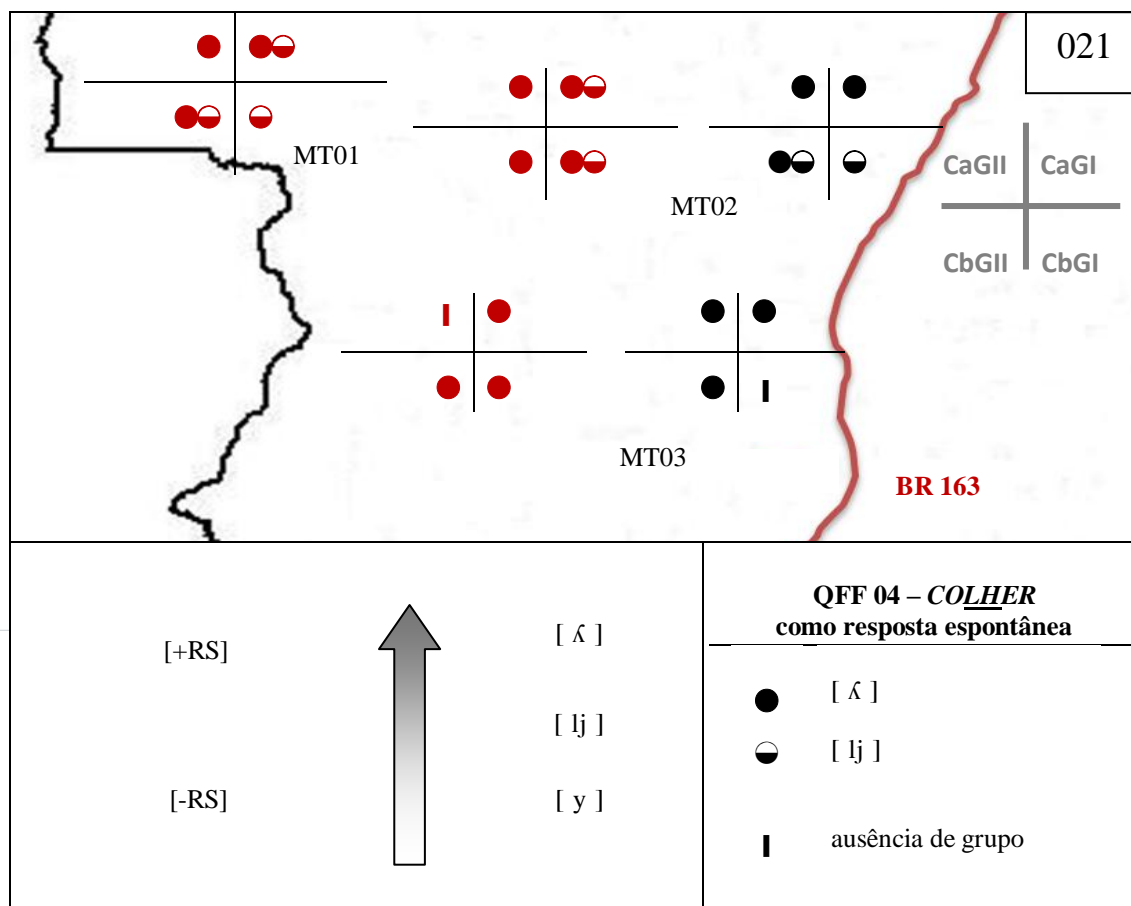 021
MT01
CaGII CaGI
MT02
CbGII CbGI
MT03
BR 163
QFF 04 – COLHER
como resposta espontânea
[+RS]
[ ʎ ]
[ lj ]
[-RS]
[ y ]
[ ʎ ]
[ lj ]
ausência de grupo